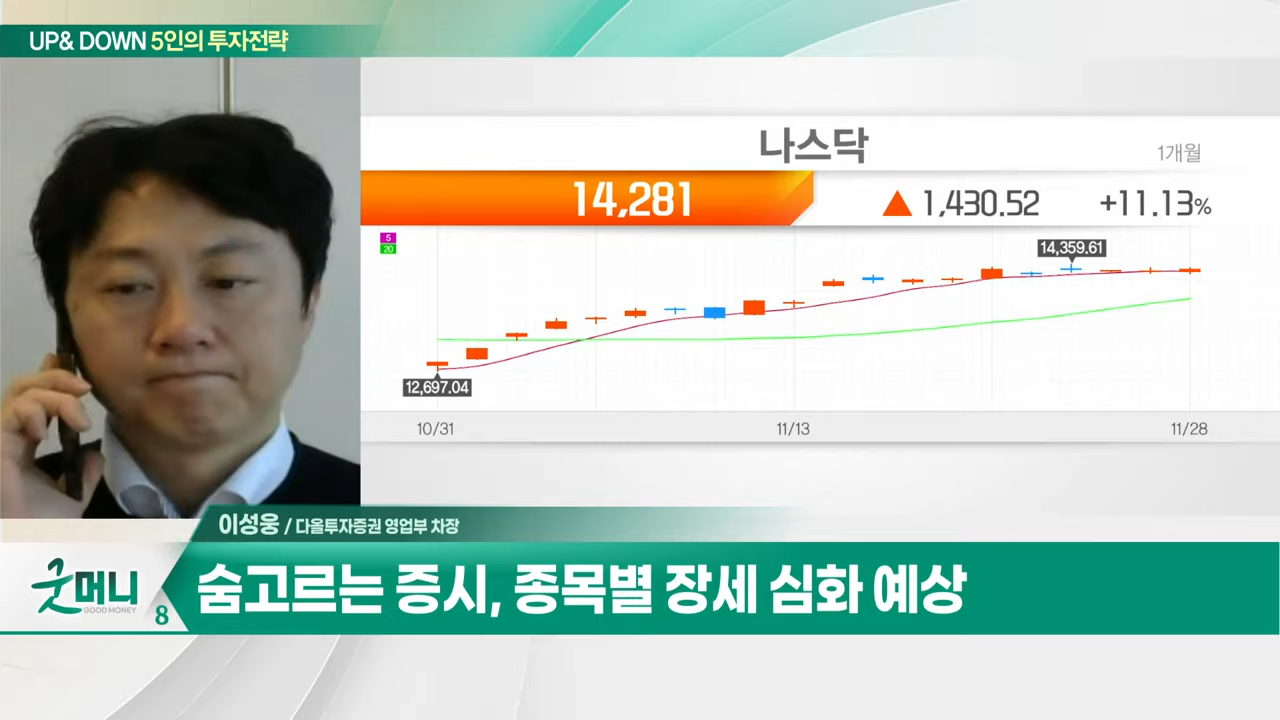 UP& DOWN 5인의 투자전략
나스닥
1개월
14,281
▲ 1,430.52 +11.13%
5
20
14,359.61
12,697.04
10/31 11/13 11/28
이성웅 / 다올투자증권 영업부 차장
굿머니
GOOD MONEY
8
숨고르는 증시, 종목별 장세 심화 예상